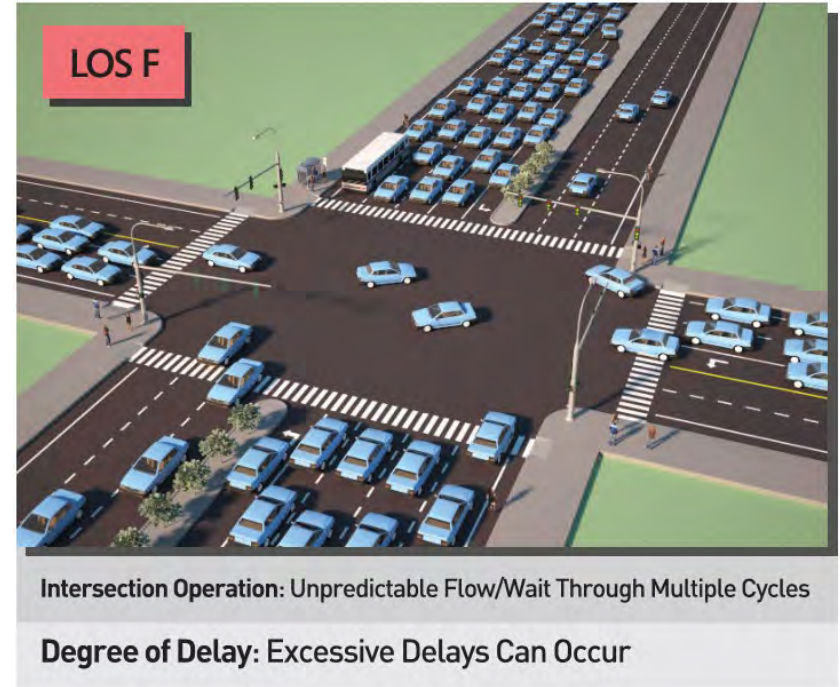 LOS F
Intersection Operation: Unpredictable Flow/Wait Through Multiple Cycles
Degree of Delay: Excessive Delays Can Occur